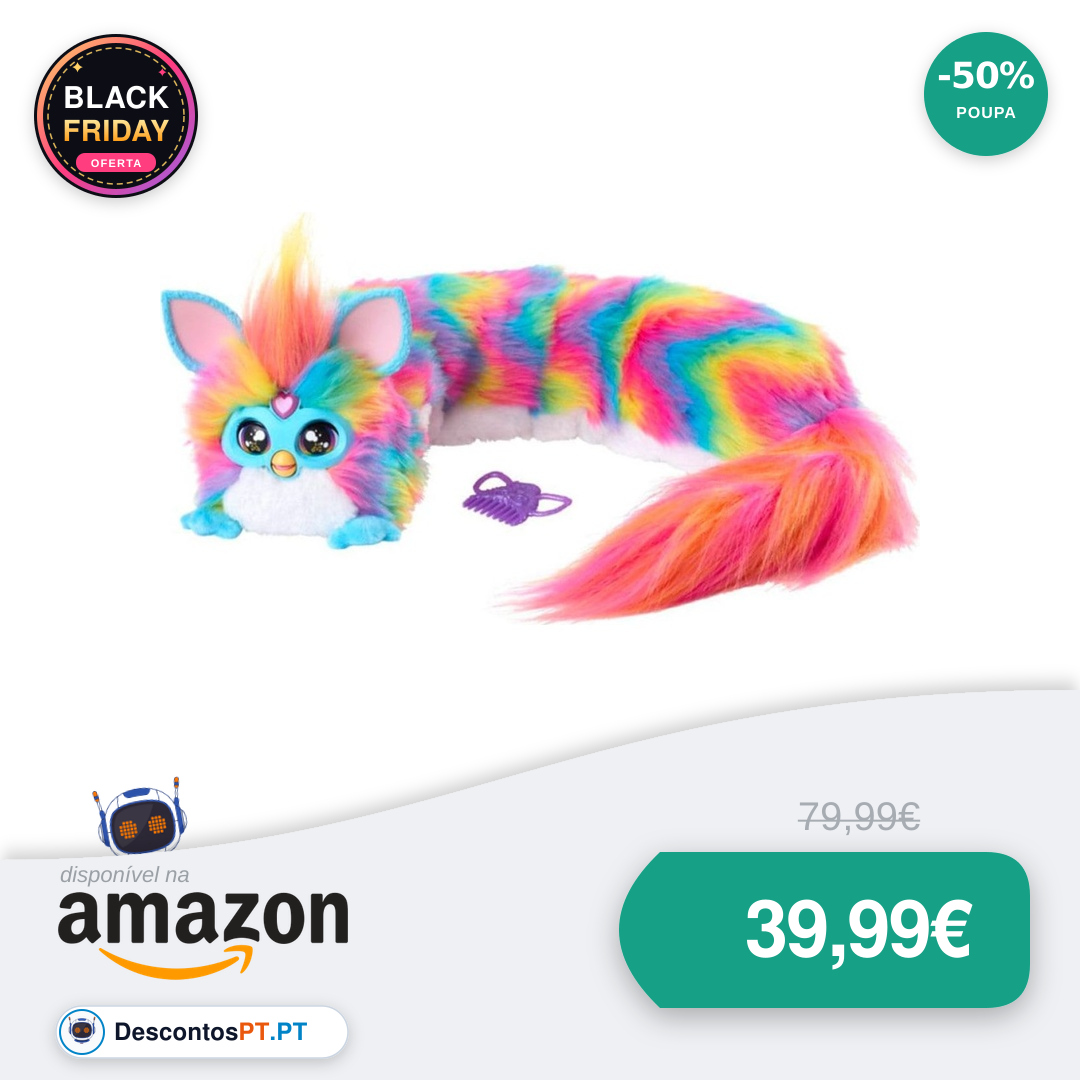 BLACK
FRIDAY
OFERTA
-50%
POUPA
79,99€
39,99€
disponível na
amazon
DescontosPT.PT